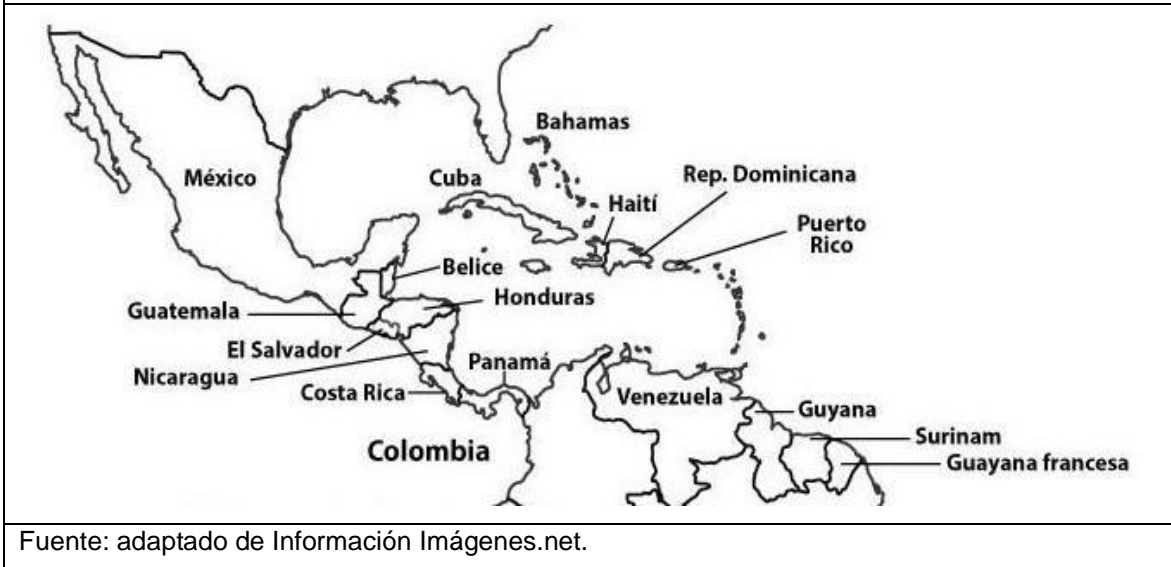 Bahamas
Rep. Dominicana
Cuba
México
Haití
Puerto
Rico
Belice
Honduras
Guatemala
El Salvador
Nicaragua
Panamá
Costa Rica
Venezuela
Guyana
Colombia
Surinam
Guayana francesa
Fuente: adaptado de Información Imágenes.net.